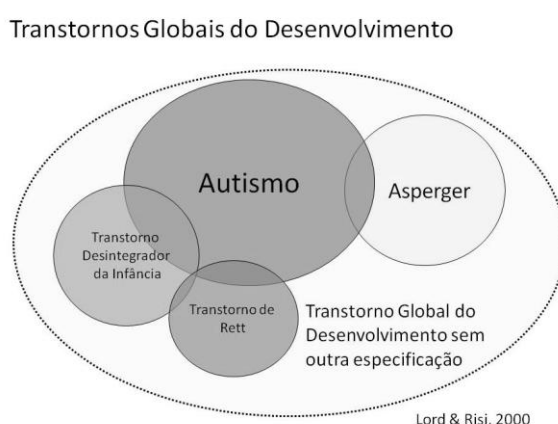 Transtornos Globais do Desenvolvimento
Autismo
Asperger
Transtorno
Desintegrador
da Infância
Transtorno de
Rett
Transtorno Global do
Desenvolvimento sem
outra especificação
Lord & Risi, 2000